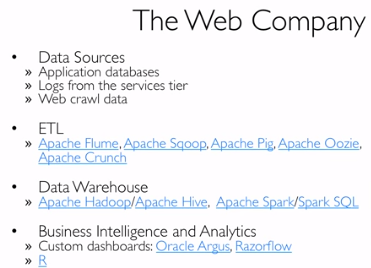 The Web Company
• Data Sources
» Application databases
» Logs from the services tier
» Web crawl data
• ETL
» Apache Flume, Apache Sqoop, Apache Pig, Apache Oozie,
Apache Crunch
• Data Warehouse
» Apache Hadoop/Apache Hive, Apache Spark/Spark SQL
• Business Intelligence and Analytics
» Custom dashboards: Oracle Argus, Razorflow
» R